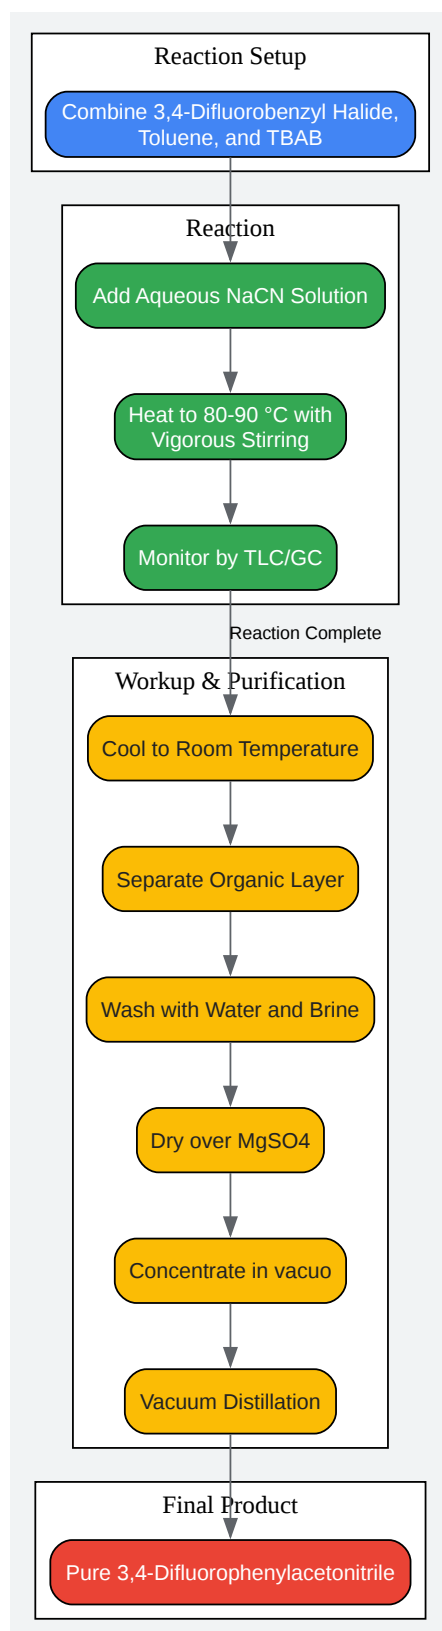 Reaction Setup
Combine 3,4-Difluorobenzyl Halide,
Toluene, and TBAB
Reaction
Add Aqueous NaCN Solution
Heat to 80-90 °C with
Vigorous Stirring
Monitor by TLC/GC
Reaction Complete
Workup & Purification
Cool to Room Temperature
Separate Organic Layer
Wash with Water and Brine
Dry over MgSO4
Concentrate in vacuo
Vacuum Distillation
Final Product
Pure 3,4-Difluorophenylacetonitrile